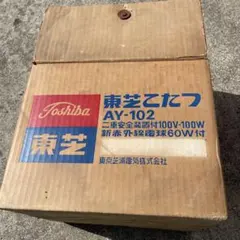 Toshiba
東芝
東芝こたつ
AY-102
二重安全装置付100V-100W
新赤外線電球60W付
東京芝浦電気株式会社